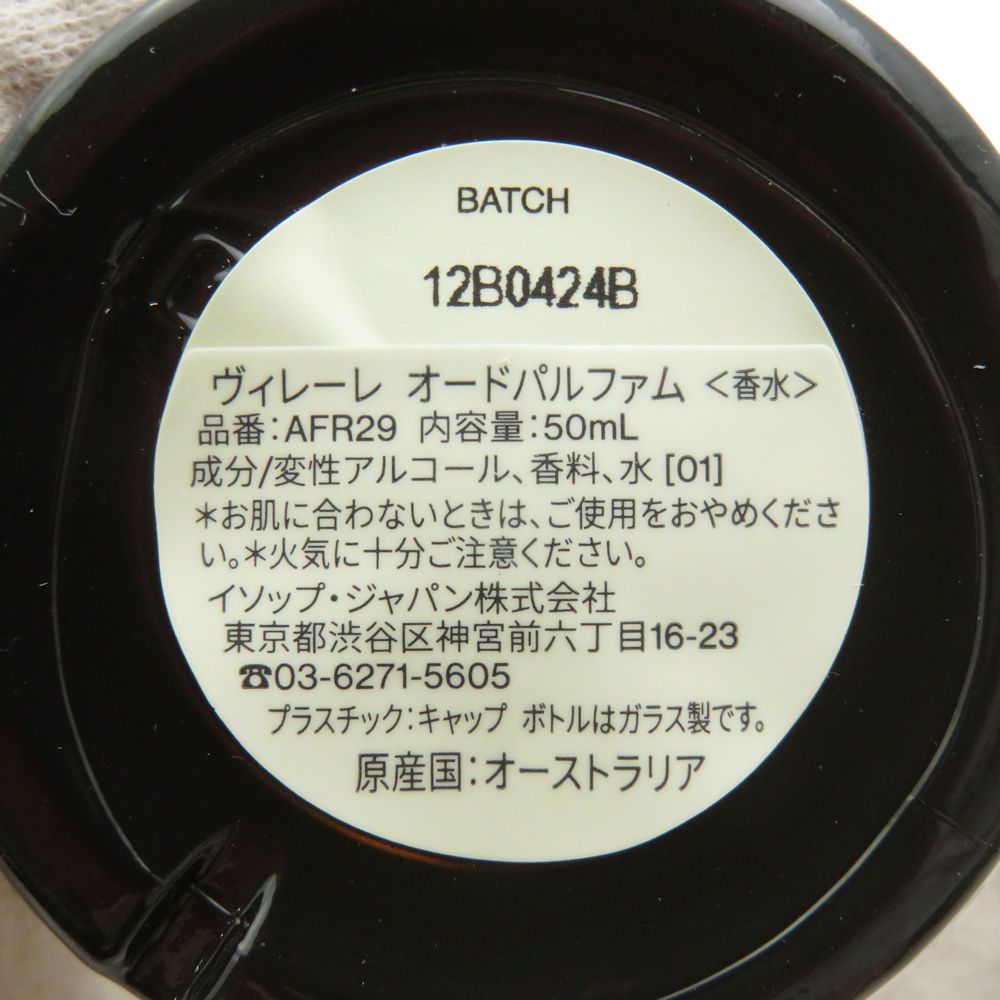 BATCH
12B0424B
ヴィレーレ オードパルファム <香水>
品番:AFR29 内容量:50mL
成分/変性アルコール、香料、水 [01]
*お肌に合わないときは、ご使用をおやめくださ
い。*火気に十分ご注意ください。
イソップ・ジャパン株式会社
東京都渋谷区神宮前六丁目16-23
☎03-6271-5605
プラスチック:キャップ ボトルはガラス製です。
原産国:オーストラリア